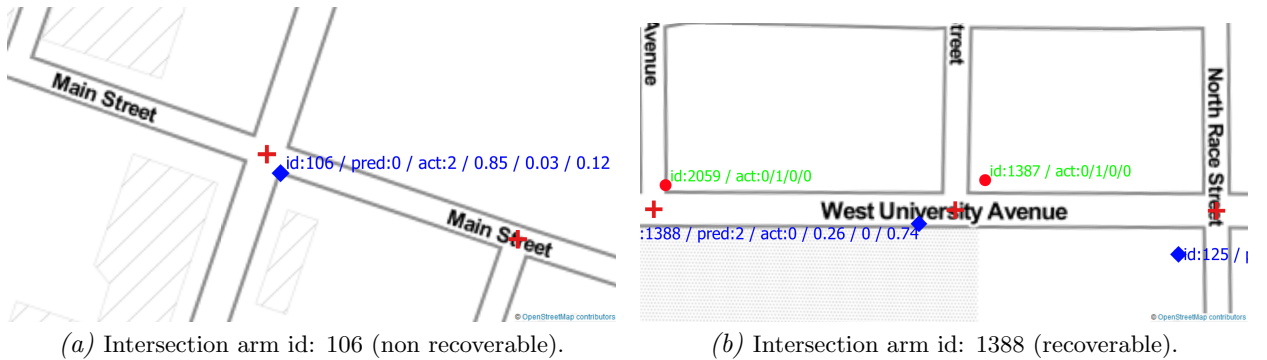 Main Street
id:106 / pred:0 / act:2 / 0.85 / 0.03 / 0.12
Main Street
© OpenStreetMap contributors
(a) Intersection arm id: 106 (non recoverable).
Avenue
treet
North Race Street
id:2059 / act:0/1/0/0
id:1387 / act:0/1/0/0
West University Avenue
:1388 / pred:2 / act:0 / 0.26 / 0 / 0.74
id:125 / p
© OpenStreetMap contributors
(b) Intersection arm id: 1388 (recoverable).